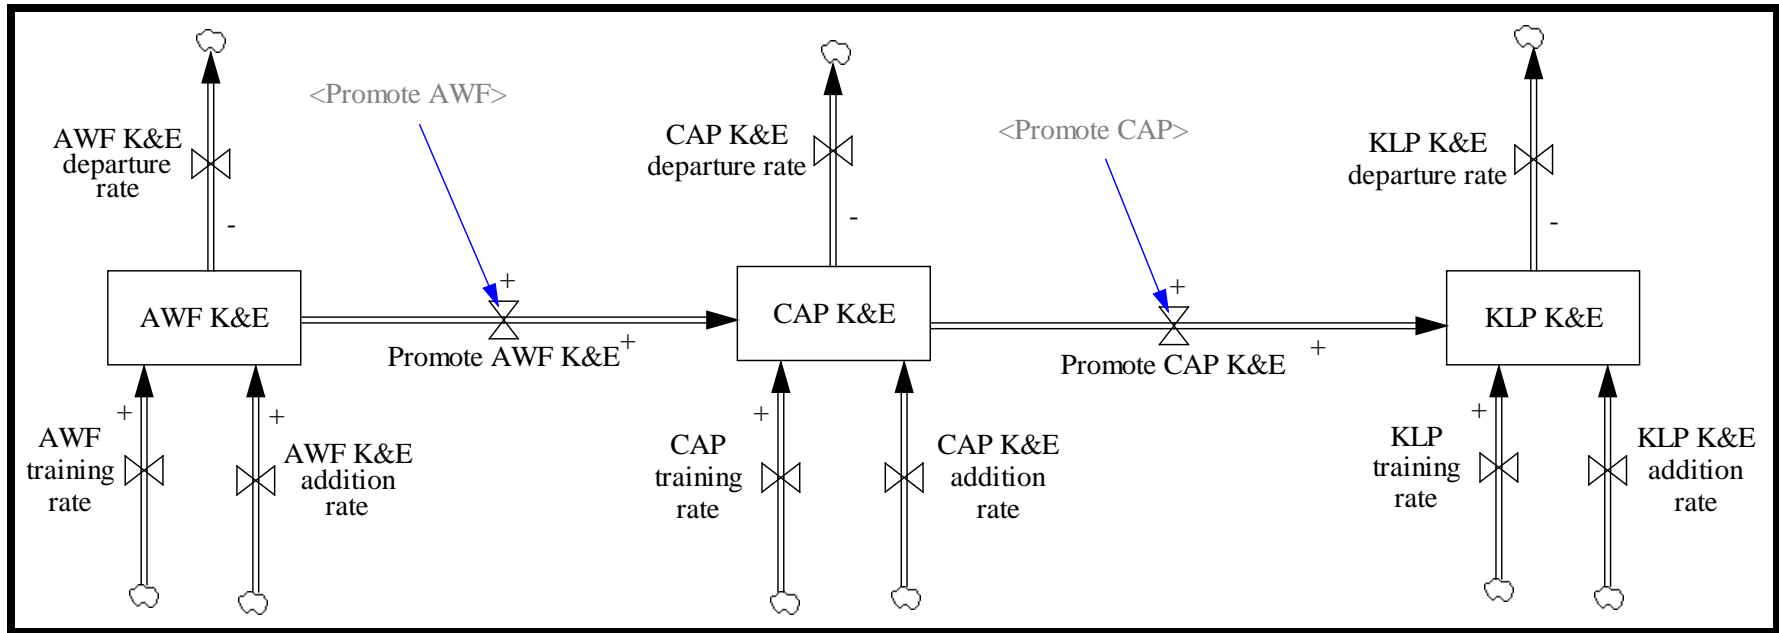 <Promote AWF>
<Promote CAP>
AWF K&E
departure
rate
CAP K&E
departure rate
KLP K&E
departure rate
-
-
-
+
+
AWF K&E
CAP K&E
KLP K&E
Promote AWF K&E
+
Promote CAP K&E
+
+
+
+
+
AWF
training
rate
AWF K&E
addition
rate
CAP
training
rate
CAP K&E
addition
rate
KLP
training
rate
KLP K&E
addition
rate